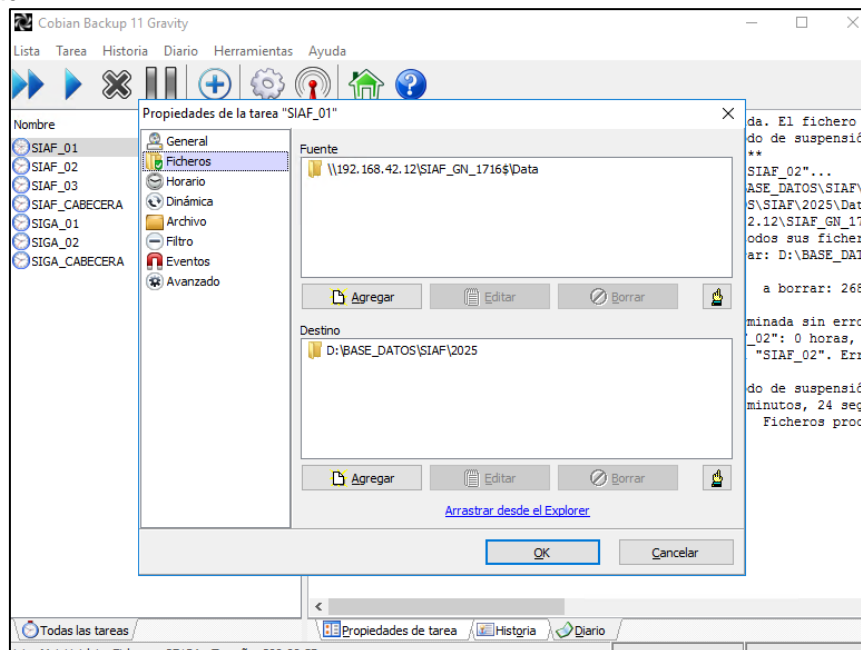 Cobian Backup 11 Gravity
Lista Tarea Historia Diario Herramientas Ayuda
Nombre
SIAF_01
SIAF_02
SIAF_03
SIAF_CABECERA
SIGA_01
SIGA_02
SIGA_CABECERA
Propiedades de la tarea "SIAF_01"
General
Ficheros
Horario
Dinámica
Archivo
Filtro
Eventos
Avanzado
Fuente
\\192.168.42.12\SIAF_GN_1716$\Data
Agregar Editar Borrar
Destino
D:\BASE_DATOS\SIAF\2025
Agregar Editar Borrar
Arrastrar desde el Explorer
OK Cancelar
da. El fichero
do de suspensió
**
SIAF_02"...
ASE_DATOS\SIAF\
S\SIAF\2025\Dat
2.12\SIAF_GN_17
odos sus ficher
ar: D:\BASE_DAT
a borrar: 268
minada sin erro
_02": 0 horas,
"SIAF_02". Err
do de suspensió
minutos, 24 seg
Ficheros proc
Todas las tareas
Propiedades de tarea Historia Diario